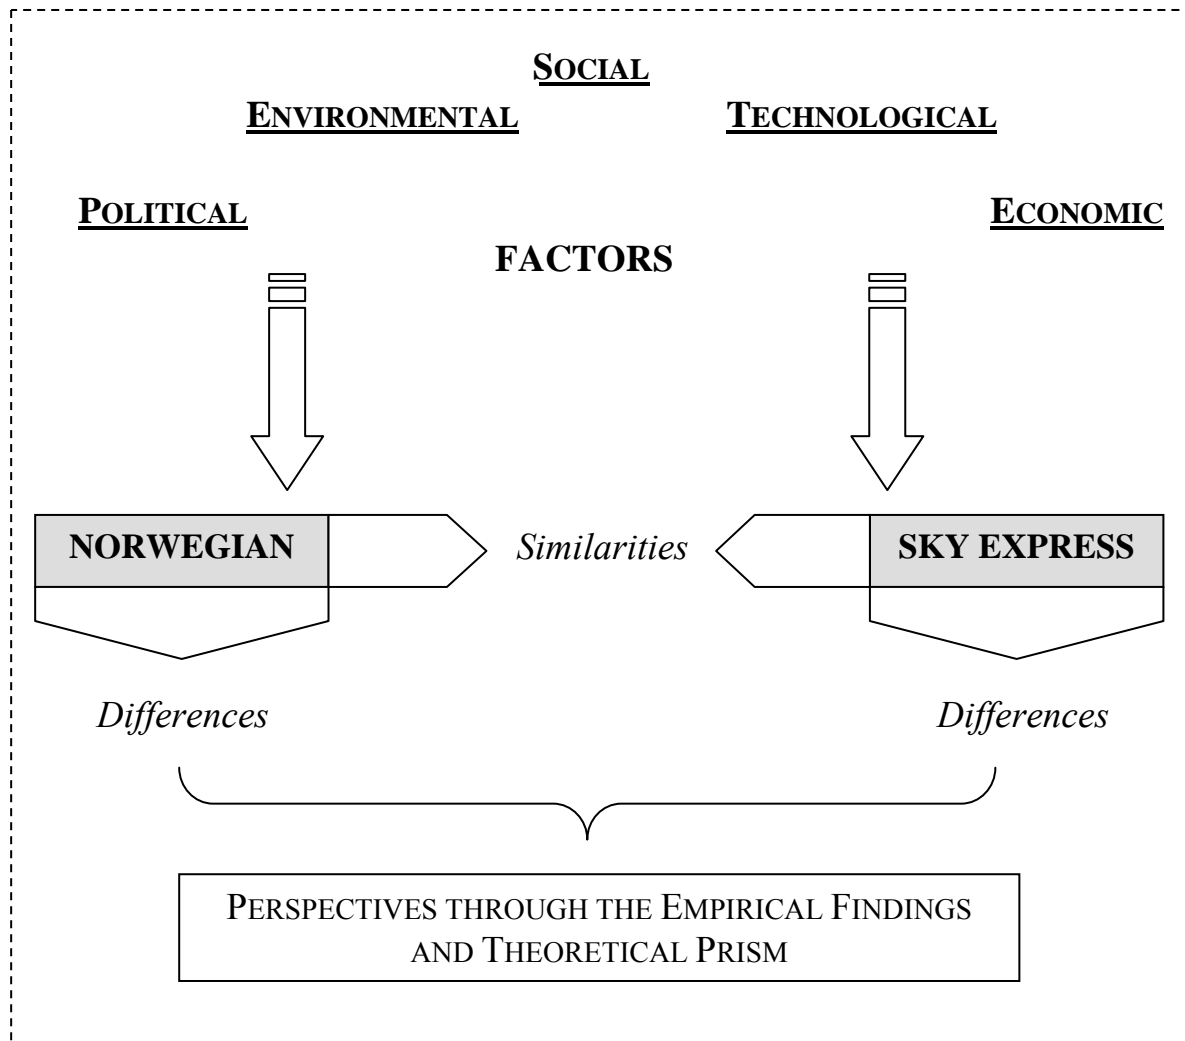 SOCIAL
ENVIRONMENTAL TECHNOLOGICAL
POLITICAL ECONOMIC
FACTORS
NORWEGIAN Similarities SKY EXPRESS
Differences Differences
PERSPECTIVES THROUGH THE EMPIRICAL FINDINGS
AND THEORETICAL PRISM